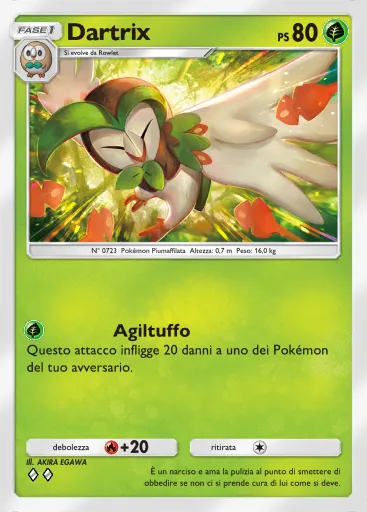 FASE 1
Dartrix
PS 80
Si evolve da Rowlet
N° 0723 Pokémon Piumaffilata Altezza: 0,7 m Peso: 16,0 kg
Agiltuffo
Questo attacco infligge 20 danni a uno dei Pokémon
del tuo avversario.
debolezza +20 ritirata
Ill. AKIRA EGAWA
È un narciso e ama la pulizia al punto di smettere di
obbedire se non ci si prende cura di lui come si deve.